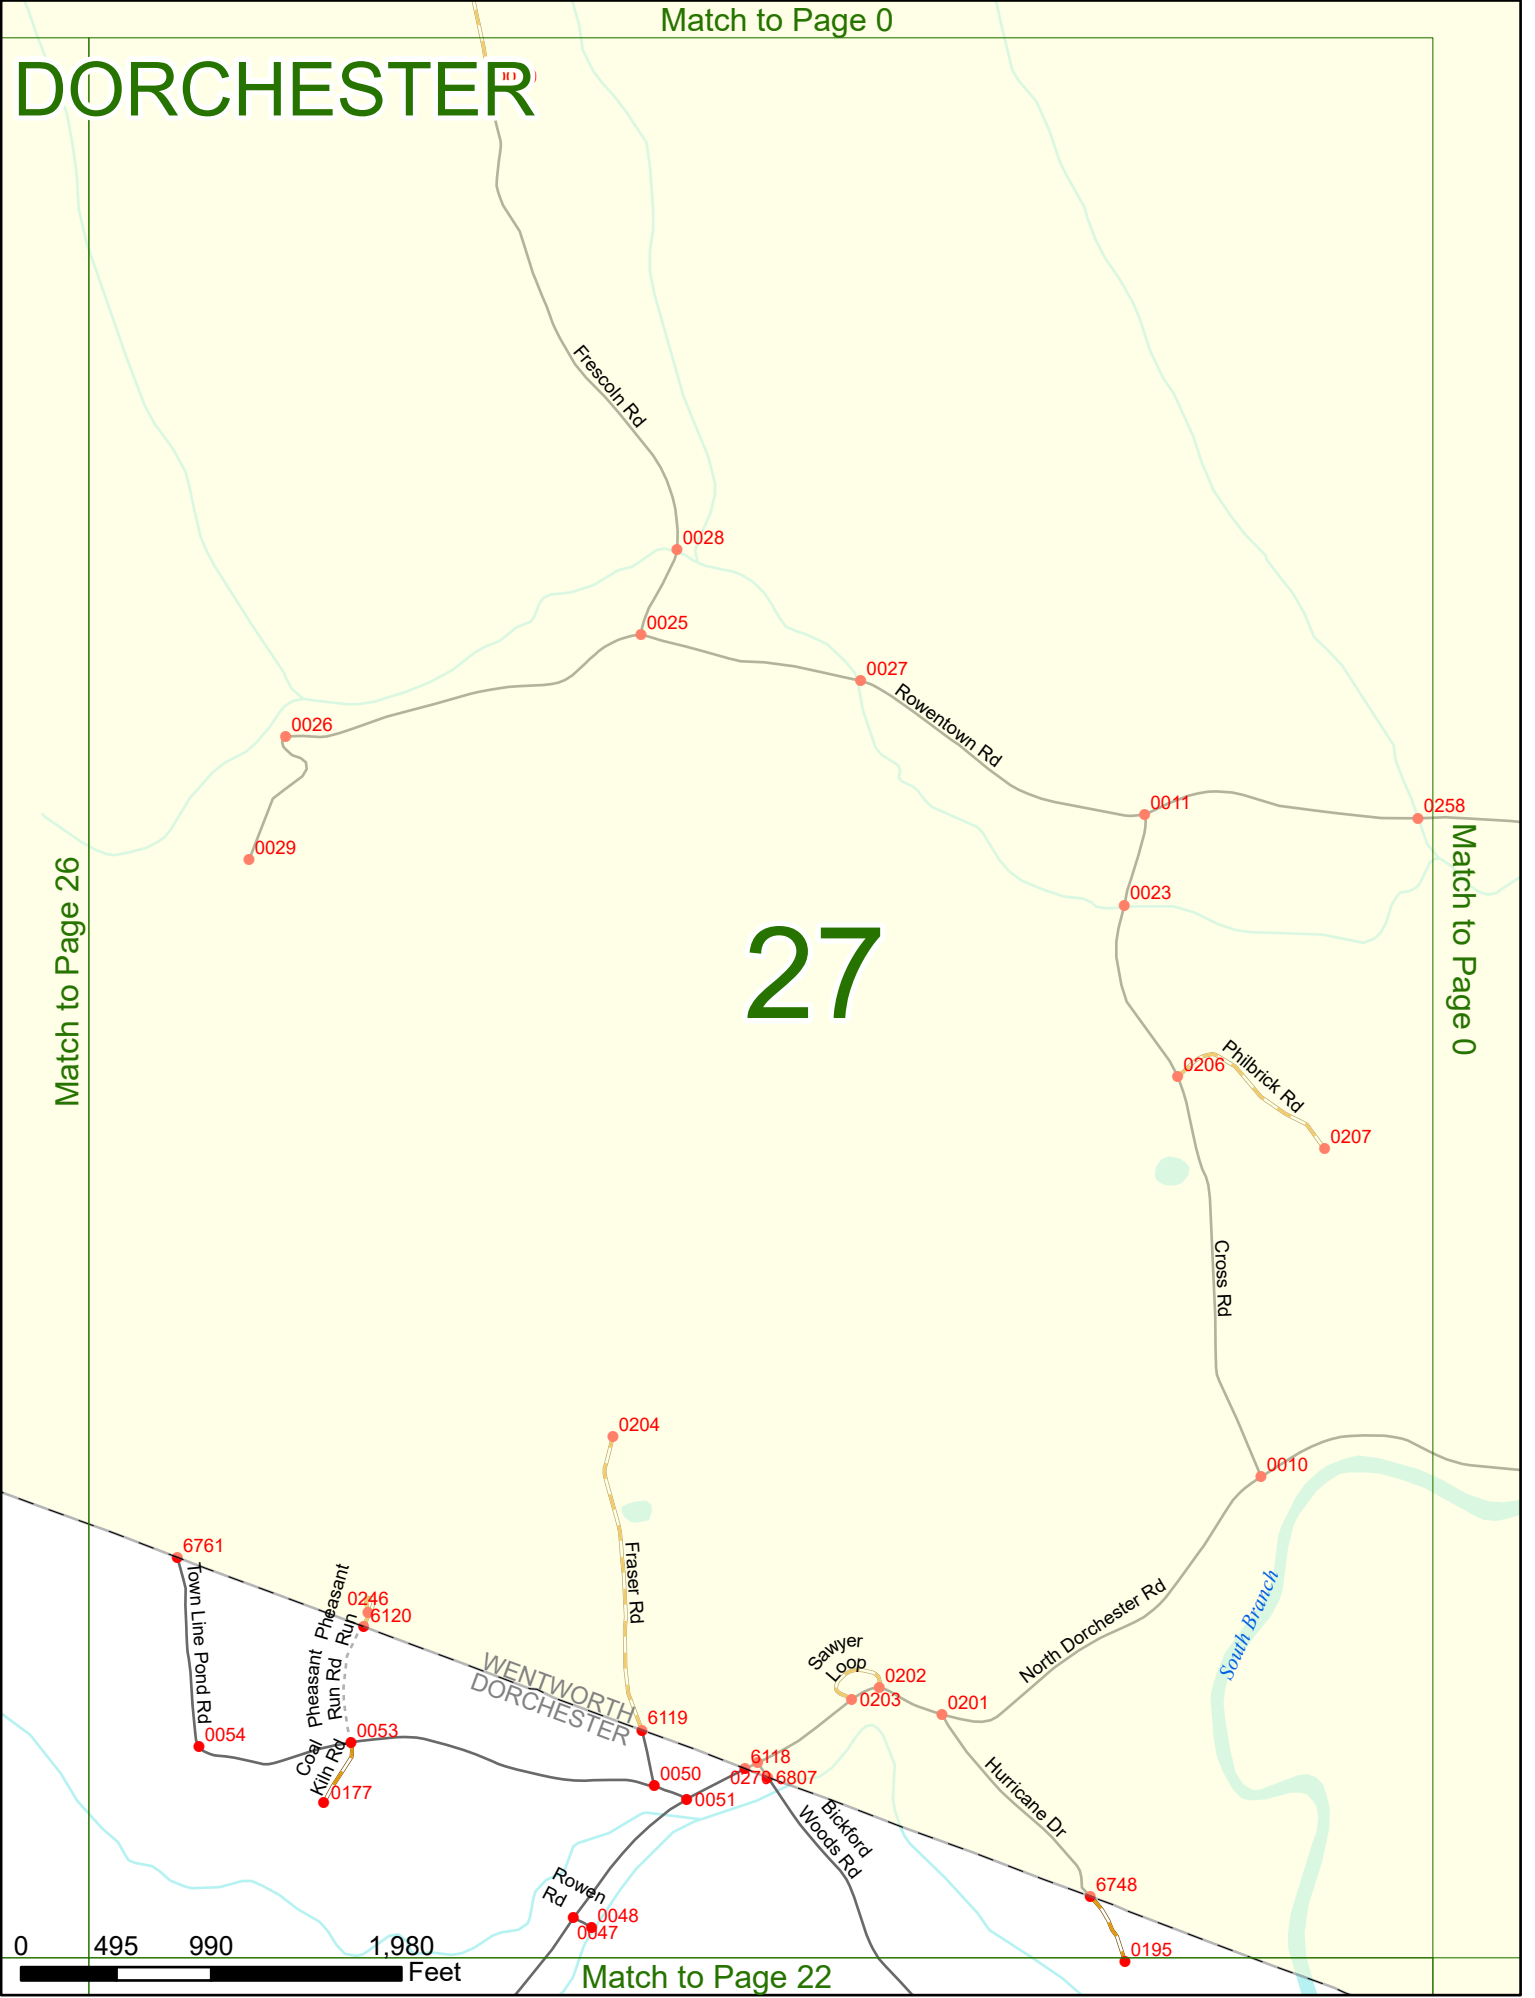 Match to Page 0
DORCHESTER
Frescoln Rd
0028
0025
0027
Rowentown Rd
0026
0011
0258
0029
0023
Match to Page 26
Match to Page 0
27
0206
Philbrick Rd
0207
Cross Rd
0204
0010
6761
Town Line Pond Rd
Pheasant
Run
0246
6120
Fraser Rd
South Branch
North Dorchester Rd
Pheasant
Run Rd
WENTWORTH
DORCHESTER
Sawyer
Loop
0202
0203
0201
6119
0054
0053
Coal
Kiln Rd
6118
6807
0177
0050
0051
Hurricane Dr
Bickford
Woods Rd
Rowen
Rd
6748
0048
0047
0195
0 495 990 1,980
Feet
Match to Page 22